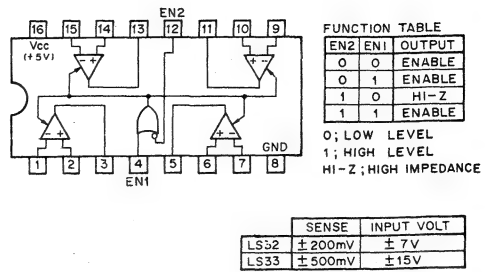 EN2
16 15 14 13 12 11 10 9
Vcc
(+5V)
- +
+ -
- +
+ -
GND
1 2 3 4 5 6 7 8
EN1
FUNCTION TABLE
EN2 EN1 OUTPUT
0 0 ENABLE
0 1 ENABLE
1 0 HI-Z
1 1 ENABLE
0; LOW LEVEL
1; HIGH LEVEL
HI-Z; HIGH IMPEDANCE
SENSE INPUT VOLT
LS32 ±200mV ±7V
LS33 ±500mV ±15V